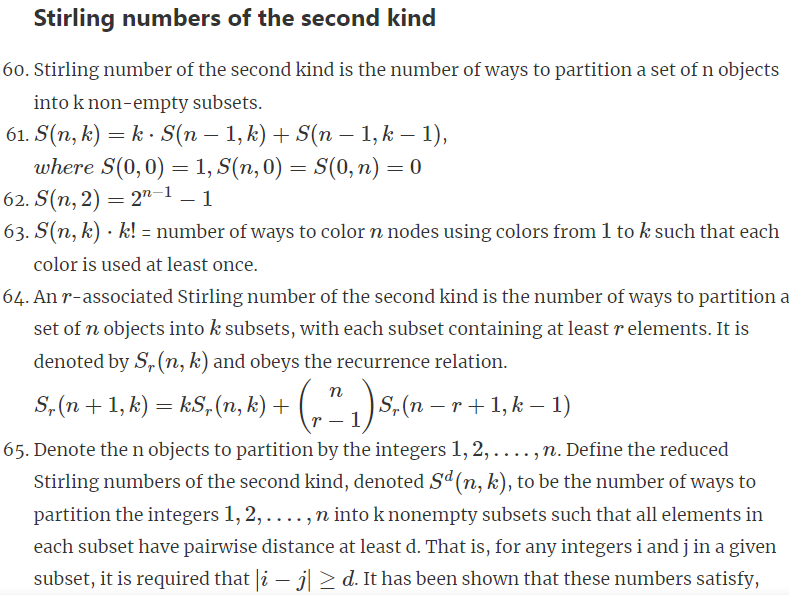 Stirling numbers of the second kind
60. Stirling number of the second kind is the number of ways to partition a set of n objects
into k non-empty subsets.
61. S(n, k) = k · S(n − 1, k) + S(n − 1, k − 1),
where S(0, 0) = 1, S(n, 0) = S(0, n) = 0
62. S(n, 2) = 2^{n−1} − 1
63. S(n, k) · k! = number of ways to color n nodes using colors from 1 to k such that each
color is used at least once.
64. An r-associated Stirling number of the second kind is the number of ways to partition a
set of n objects into k subsets, with each subset containing at least r elements. It is
denoted by S_r(n, k) and obeys the recurrence relation.
S_r(n + 1, k) = kS_r(n, k) + \binom{n}{r − 1} S_r(n − r + 1, k − 1)
65. Denote the n objects to partition by the integers 1, 2, . . . . , n. Define the reduced
Stirling numbers of the second kind, denoted S^d(n, k), to be the number of ways to
partition the integers 1, 2, . . . . , n into k nonempty subsets such that all elements in
each subset have pairwise distance at least d. That is, for any integers i and j in a given
subset, it is required that |i − j| ≥ d. It has been shown that these numbers satisfy,